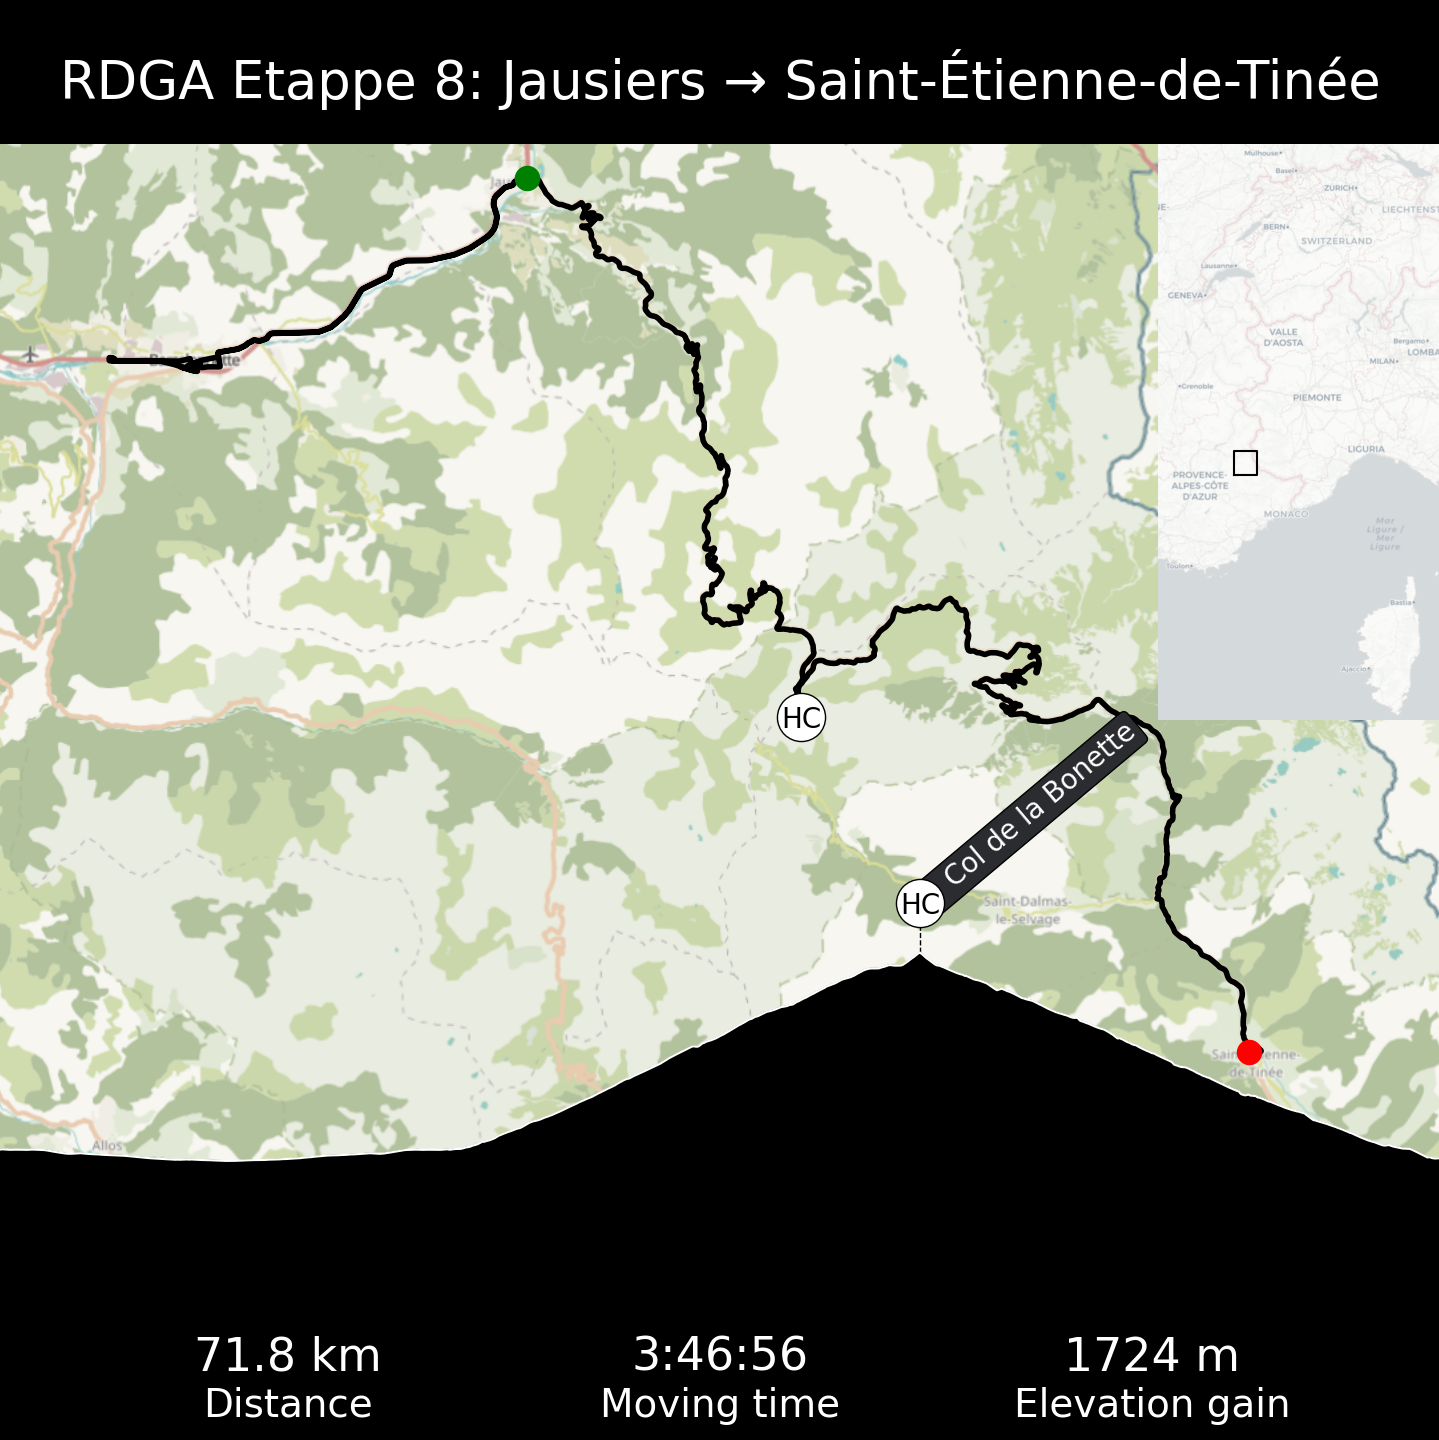 RDGA Etappe 8: Jausiers → Saint-Étienne-de-Tinée
Mulhouse
Basel
ZURICH
LIECHTENST
BERN
SWITZERLAND
Lausanne
GENEVA
VALLE
D'AOSTA
Bergamo
LOMBA
MILAN
Grenoble
PIEMONTE
LIGURIA
PROVENCE-
ALPES-CÔTE
D'AZUR
MONACO
Mar
Ligure /
Mer
Ligure
Toulon
Bastia
Ajaccio
HC
Col de la Bonette
HC
Saint-Dalmas-
le-Selvage
de-Tinée
Allos
71.8 km
3:46:56
1724 m
Distance
Moving time
Elevation gain